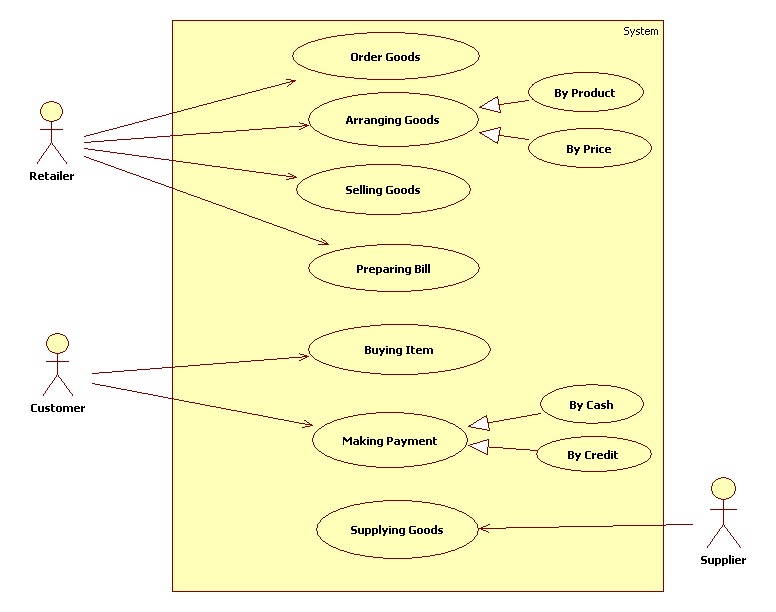 System
Order Goods
By Product
Arranging Goods
By Price
Retailer
Selling Goods
Preparing Bill
Buying Item
Customer
By Cash
Making Payment
By Credit
Supplying Goods
Supplier